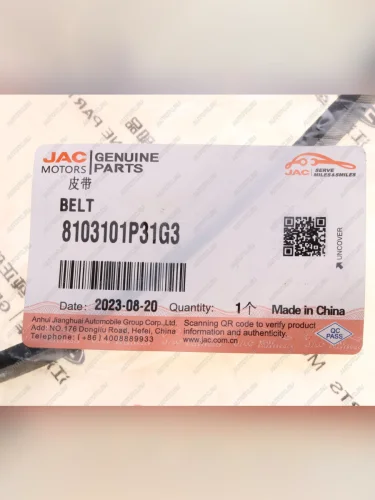 JAC MOTORS | GENUINE PARTS
JAC SERVE MILES&SMILES
皮带
BELT
8103101P31G3
UNCOVER
Date: 2023-08-20 Quantity: 1个 Made in China
Anhui Jianghuai Automobile Group Corp.,Ltd.
Add: NO.176 Dongliu Road, Hefei, China
Telephone: (+86)4008889933
Scanning QR code to verify product
information and authenticity.
www.jac.com.cn
QC
PASS